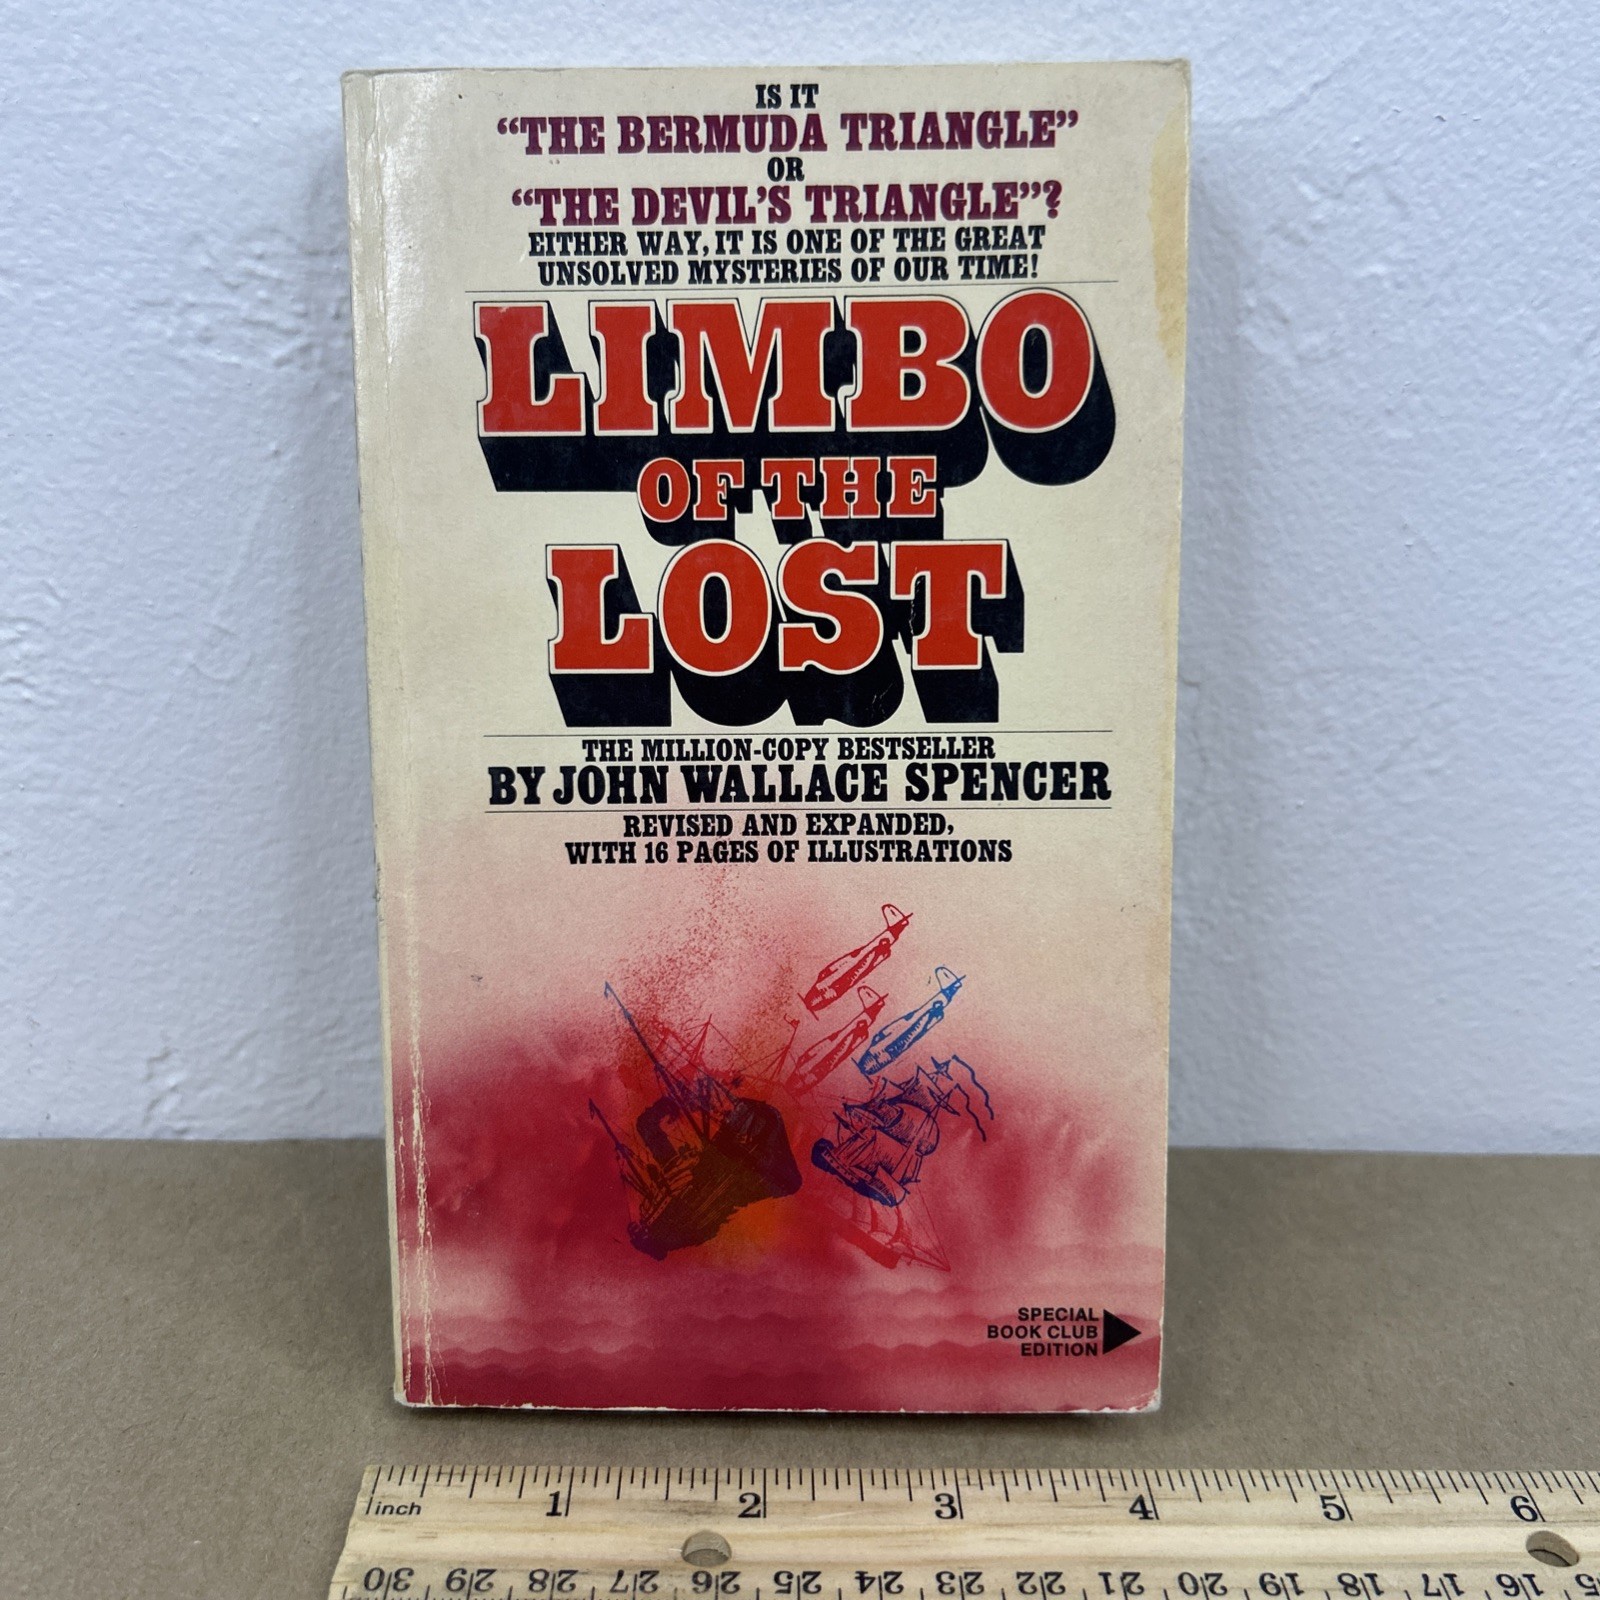 IS IT
“THE BERMUDA TRIANGLE”
OR
“THE DEVIL’S TRIANGLE”?
EITHER WAY, IT IS ONE OF THE GREAT
UNSOLVED MYSTERIES OF OUR TIME!
LIMBO
OF THE
LOST
THE MILLION-COPY BESTSELLER
BY JOHN WALLACE SPENCER
REVISED AND EXPANDED,
WITH 16 PAGES OF ILLUSTRATIONS
SPECIAL
BOOK CLUB
EDITION
inch 1 2 3 4 5 6
30 29 28 27 26 25 24 23 22 21 20 19 18 17 16 15